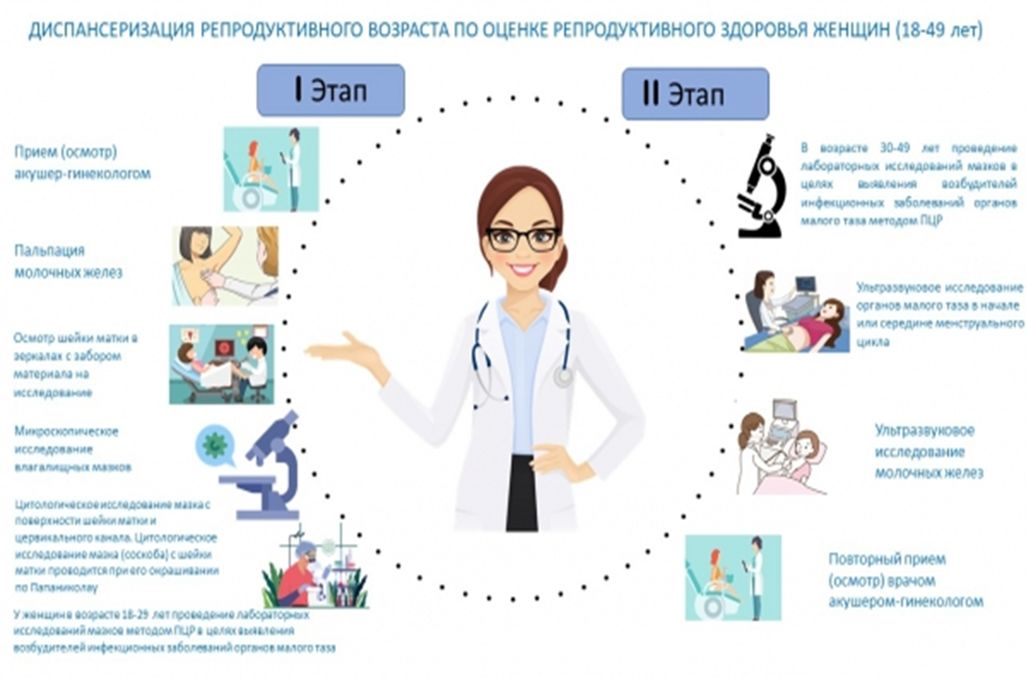 ДИСПАНСЕРИЗАЦИЯ РЕПРОДУКТИВНОГО ВОЗРАСТА ПО ОЦЕНКЕ РЕПРОДУКТИВНОГО ЗДОРОВЬЯ ЖЕНЩИН (18-49 лет)
I Этап
Прием (осмотр)
акушер-гинекологом
Пальпация
молочных желез
Осмотр шейки матки в
зеркалах с забором
материала на
исследование
Микроскопическое
исследование
влагалищных мазков
Цитологическое исследование мазка с
поверхности шейки матки и
цервикального канала. Цитологическое
исследование мазка (соскоба) с шейки
матки проводится при его окрашивании
по Папаниколау
У женщин в возрасте 18-29 лет проведение лабораторных
исследований мазков методом ПЦР в целях выявления
возбудителей инфекционных заболеваний органов малого таза
II Этап
В возрасте 30-49 лет проведение
лабораторных исследований мазков в
целях выявления возбудителей
инфекционных заболеваний органов
малого таза методом ПЦР
Ультразвуковое исследование
органов малого таза в начале
или середине менструального
цикла
Ультразвуковое
исследование
молочных желез
Повторный прием
(осмотр) врачом
акушером-гинекологом